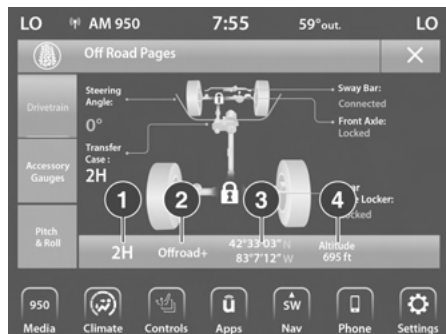 LO AM 950 7:55 59°out. LO
Off Road Pages
Drivetrain
Accessory
Gauges
Pitch
& Roll
Steering
Angle:
0°
Transfer
Case :
2H
Sway Bar:
Connected
Front Axle:
Locked
ar
e Locker:
ocked
1 2 3 4
2H
Offroad+
42°33'03" N
83°7'12" W
Altitude
695 ft
950
Media
Climate
Controls
Apps
SW
Nav
Phone
Settings